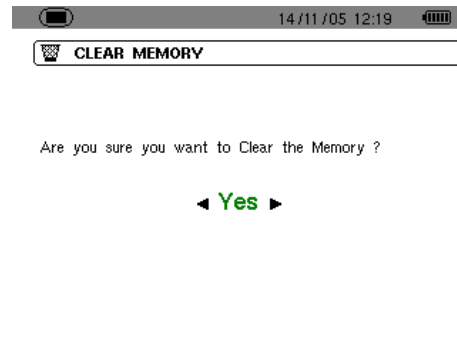 14/11/05 12:19
CLEAR MEMORY
Are you sure you want to Clear the Memory ?
Yes